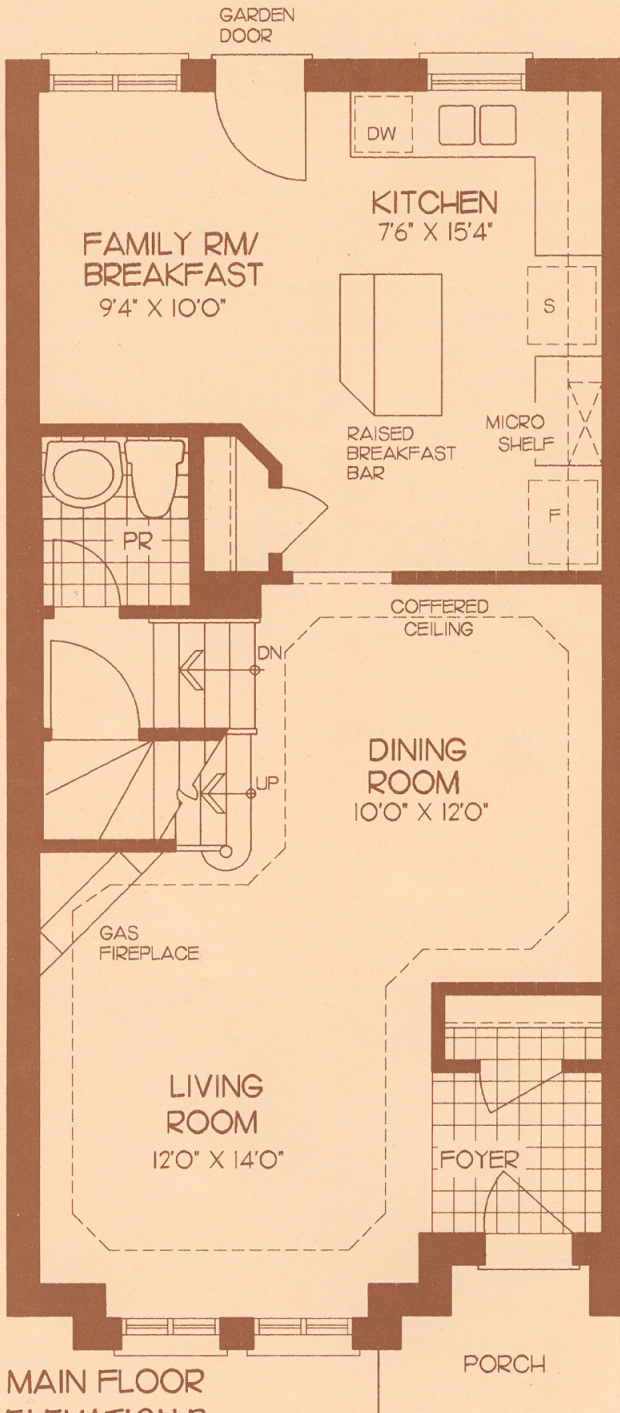 GARDEN
DOOR
DW
KITCHEN
7'6" X 15'4"
FAMILY RM/
BREAKFAST
9'4" X 10'0"
S
RAISED
BREAKFAST
BAR
MICRO
SHELF
F
PR
COFFERED
CEILING
DN
UP
DINING
ROOM
10'0" X 12'0"
GAS
FIREPLACE
LIVING
ROOM
12'0" X 14'0"
FOYER
PORCH
MAIN FLOOR
ELEVATION B